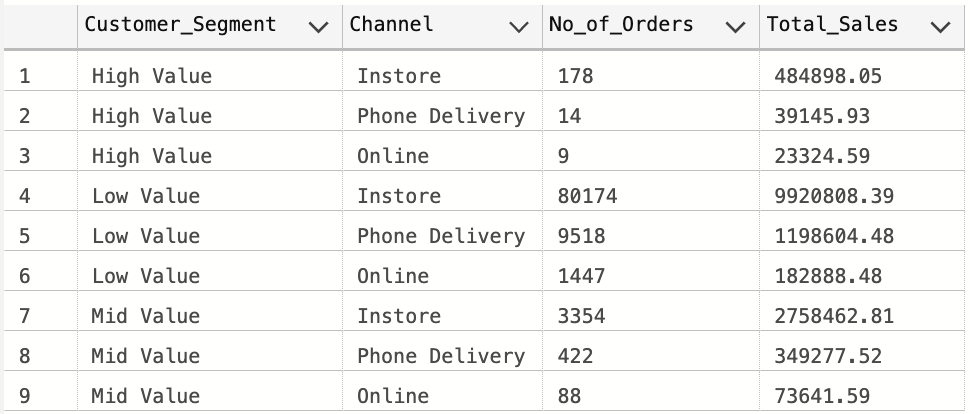 Customer_Segment Channel No_of_Orders Total_Sales
1 High Value Instore 178 484898.05
2 High Value Phone Delivery 14 39145.93
3 High Value Online 9 23324.59
4 Low Value Instore 80174 9920808.39
5 Low Value Phone Delivery 9518 1198604.48
6 Low Value Online 1447 182888.48
7 Mid Value Instore 3354 2758462.81
8 Mid Value Phone Delivery 422 349277.52
9 Mid Value Online 88 73641.59